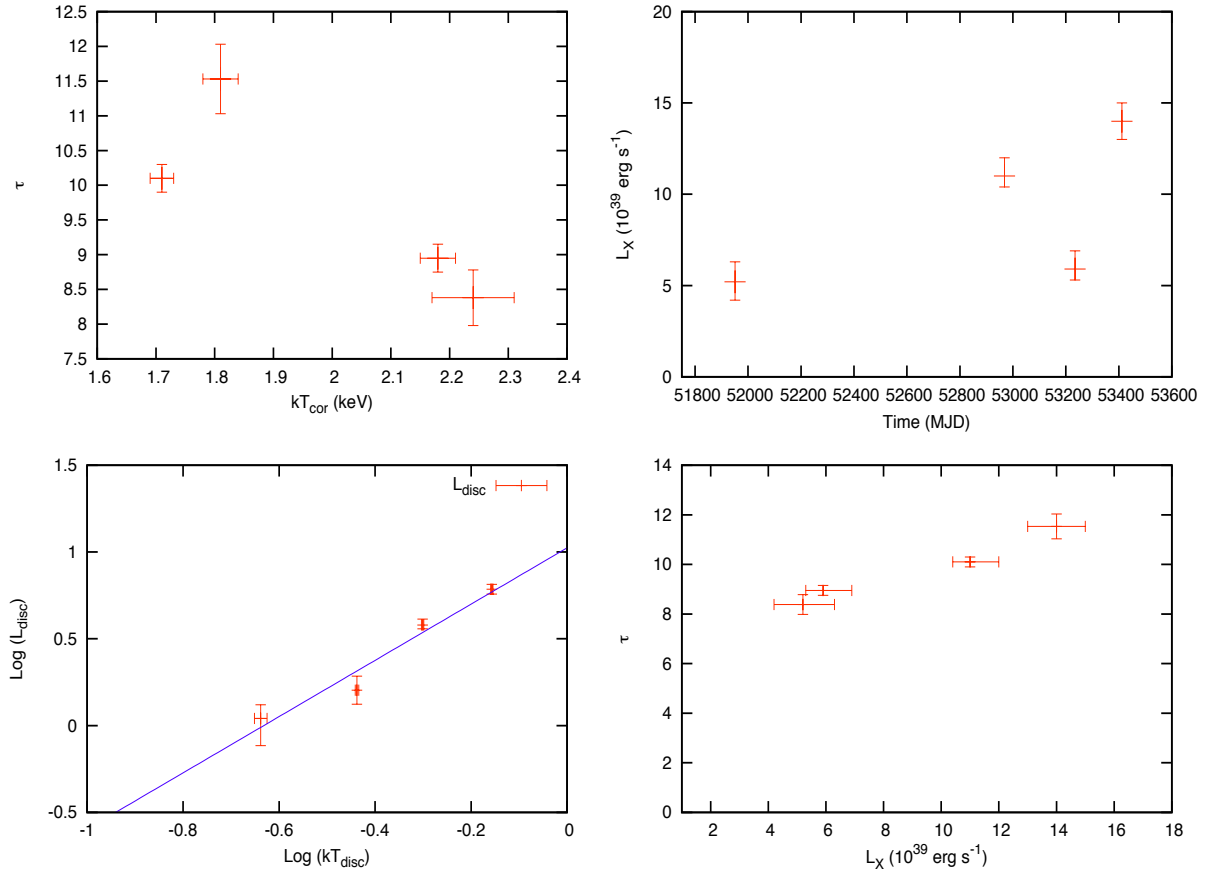 12.5
12
11.5
11
10.5
10
9.5
9
8.5
8
7.5
τ
1.6 1.7 1.8 1.9 2 2.1 2.2 2.3 2.4
kT_cor (keV)
20
15
10
5
0
L_X (10^39 erg s^-1)
51800 52000 52200 52400 52600 52800 53000 53200 53400 53600
Time (MJD)
1.5
1
0.5
0
-0.5
Log (L_disc)
L_disc
-1 -0.8 -0.6 -0.4 -0.2 0
Log (kT_disc)
14
12
10
8
6
4
2
0
τ
2 4 6 8 10 12 14 16 18
L_X (10^39 erg s^-1)